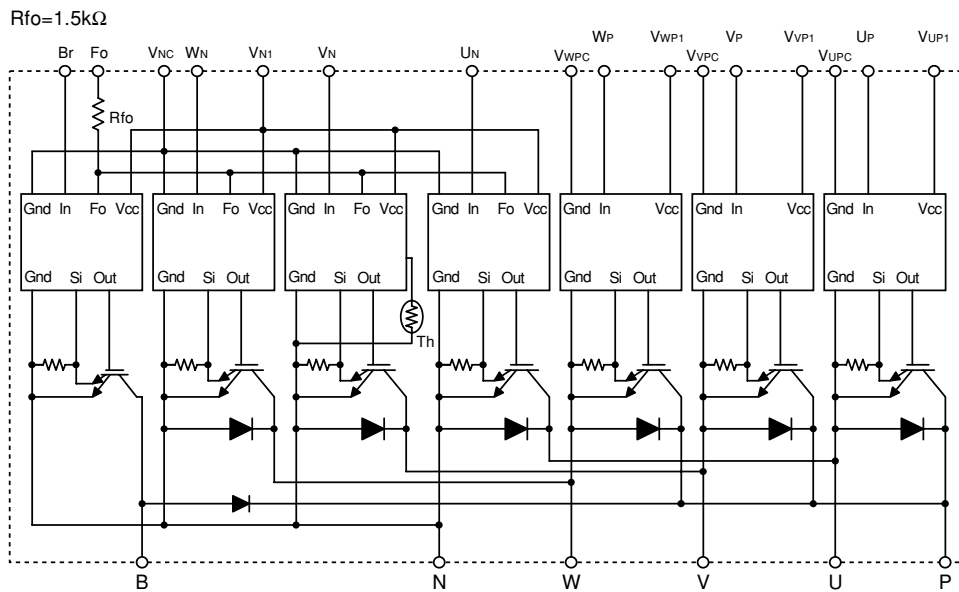 Rfo=1.5kΩ
Br Fo VNC WN VN1 VN UN VWPC WP VWP1 VVPC VP VVP1 VUPC UP VUP1
Rfo
Gnd In Fo Vcc Gnd In Fo Vcc Gnd In Fo Vcc Gnd In Fo Vcc Gnd In Vcc Gnd In Vcc Gnd In Vcc
Gnd Si Out Gnd Si Out Gnd Si Out Gnd Si Out Gnd Si Out Gnd Si Out Gnd Si Out
Th
B N W V U P